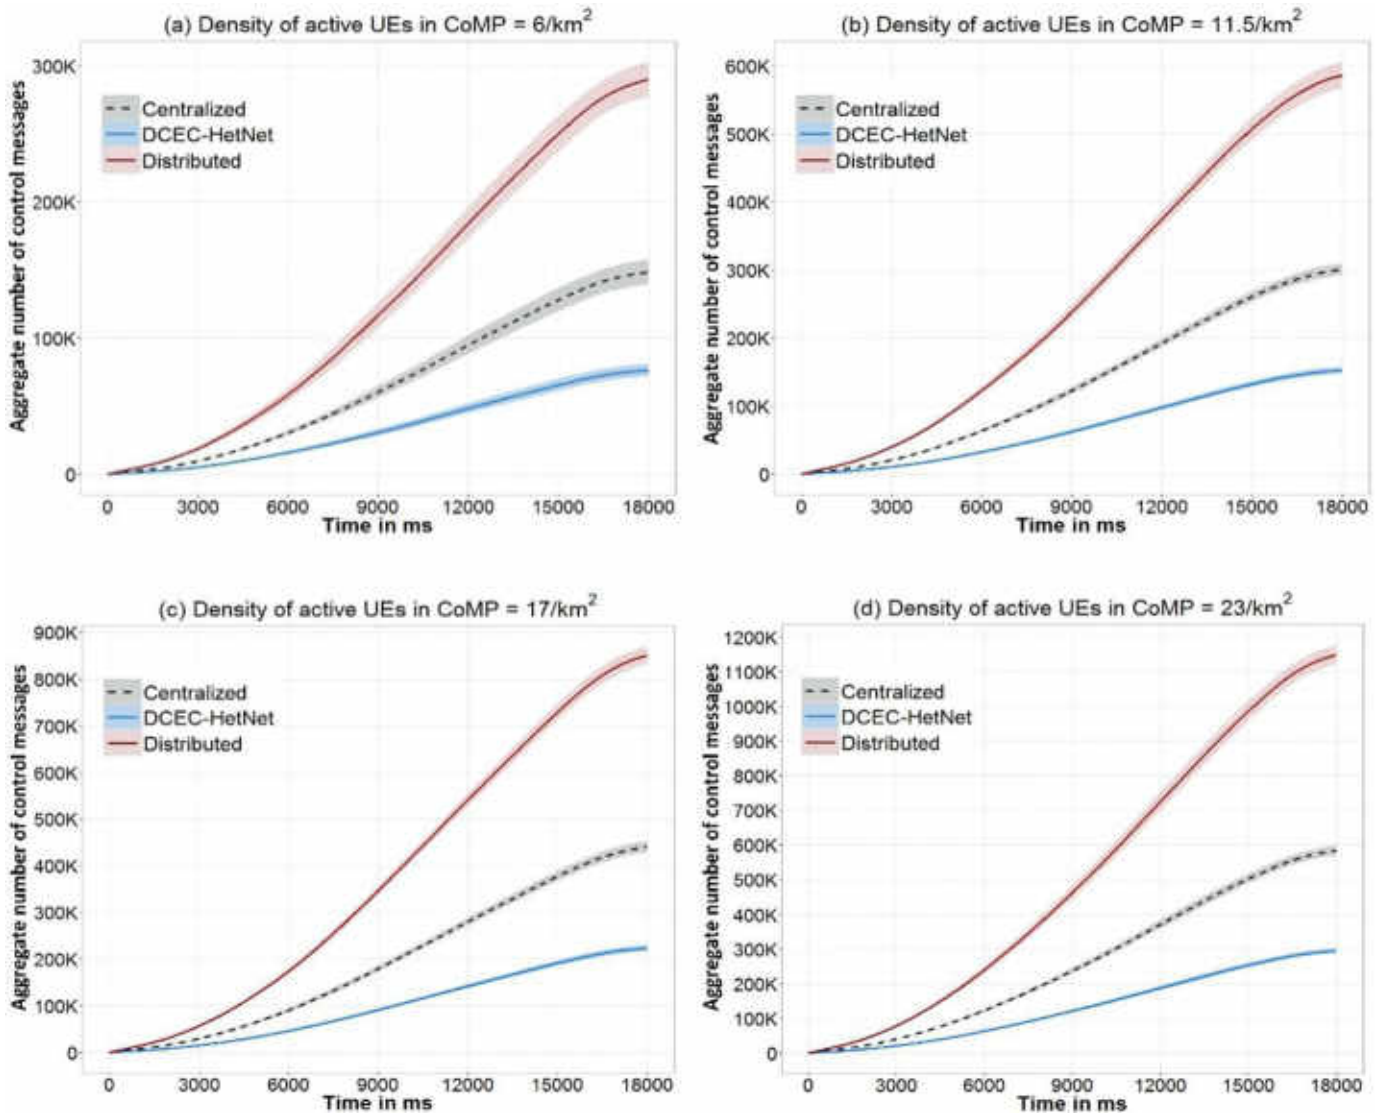 (a) Density of active UEs in CoMP = 6/km²
Aggregate number of control messages
300K
200K
100K
0
Centralized
DCEC-HetNet
Distributed
0 3000 6000 9000 12000 15000 18000
Time in ms
(b) Density of active UEs in CoMP = 11.5/km²
Aggregate number of control messages
600K
500K
400K
300K
200K
100K
0
Centralized
DCEC-HetNet
Distributed
0 3000 6000 9000 12000 15000 18000
Time in ms
(c) Density of active UEs in CoMP = 17/km²
Aggregate number of control messages
900K
800K
700K
600K
500K
400K
300K
200K
100K
0
Centralized
DCEC-HetNet
Distributed
0 3000 6000 9000 12000 15000 18000
Time in ms
(d) Density of active UEs in CoMP = 23/km²
Aggregate number of control messages
1200K
1100K
1000K
900K
800K
700K
600K
500K
400K
300K
200K
100K
0
Centralized
DCEC-HetNet
Distributed
0 3000 6000 9000 12000 15000 18000
Time in ms